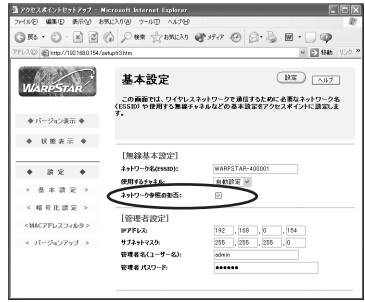 アクセスポイントセットアップ - Microsoft Internet Explorer
ファイル(F) 編集(E) 表示(V) お気に入り(A) ツール(T) ヘルプ(H)
戻る 検索 お気に入り メディア
アドレス(D) http://192.168.0.154/setupfr3.htm 移動 リンク »
WARPSTAR
基本設定 設定 ヘルプ
この画面では、ワイヤレスネットワークで通信するために必要なネットワーク名
(ESSID) や使用する無線チャネルなどの基本設定をアクセスポイントに設定しま
す。
◆バージョン表示 ◆
◆ 状態表示 ◆
◆ 設定 ◆
< 基本設定 >
< 暗号化設定 >
<MACアドレスフィルタ>
< バージョンアップ >
[無線基本設定]
ネットワーク名(ESSID): WARPSTAR-400001
使用するチャネル: 自動設定
ネットワーク参照の拒否:
[管理者設定]
IPアドレス: 192 . 168 . 0 . 154
サブネットマスク: 255 . 255 . 255 . 0
管理者名(ユーザー名): admin
管理者 パスワード: ●●●●●●